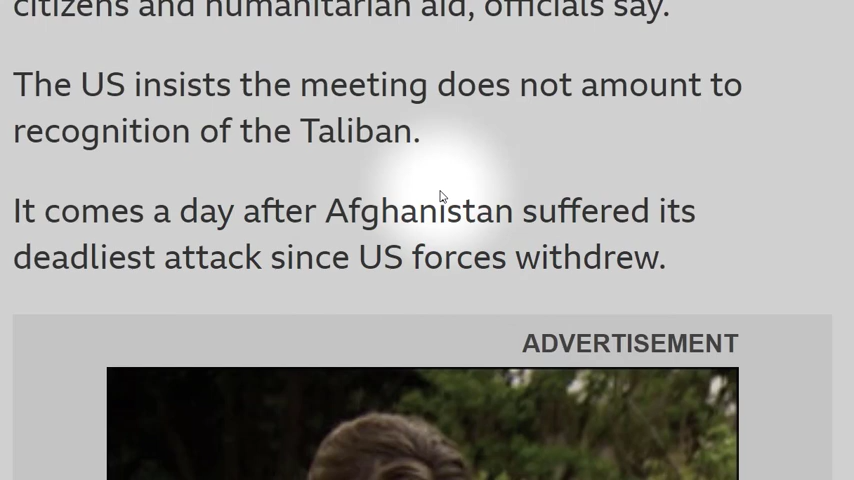 citizens and humanitarian aid, officials say.
The US insists the meeting does not amount to
recognition of the Taliban.
It comes a day after Afghanistan suffered its
deadliest attack since US forces withdrew.
ADVERTISEMENT